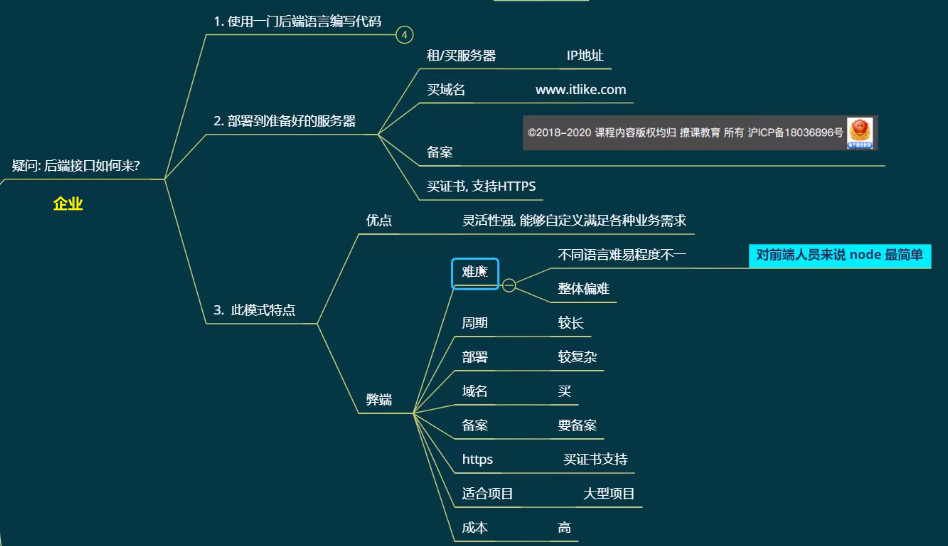 疑问: 后端接口如何来?
企业
1. 使用一门后端语言编写代码
4
2. 部署到准备好的服务器
租/买服务器 IP地址
买域名 www.itlike.com
备案 ©2018-2020 课程内容版权均归 撩课教育 所有 沪ICP备18036896号
买证书, 支持HTTPS
3. 此模式特点
优点 灵活性强, 能够自定义满足各种业务需求
弊端
难度
不同语言难易程度不一 对前端人员来说 node 最简单
整体偏难
周期 较长
部署 较复杂
域名 买
备案 要备案
https 买证书支持
适合项目 大型项目
成本 高